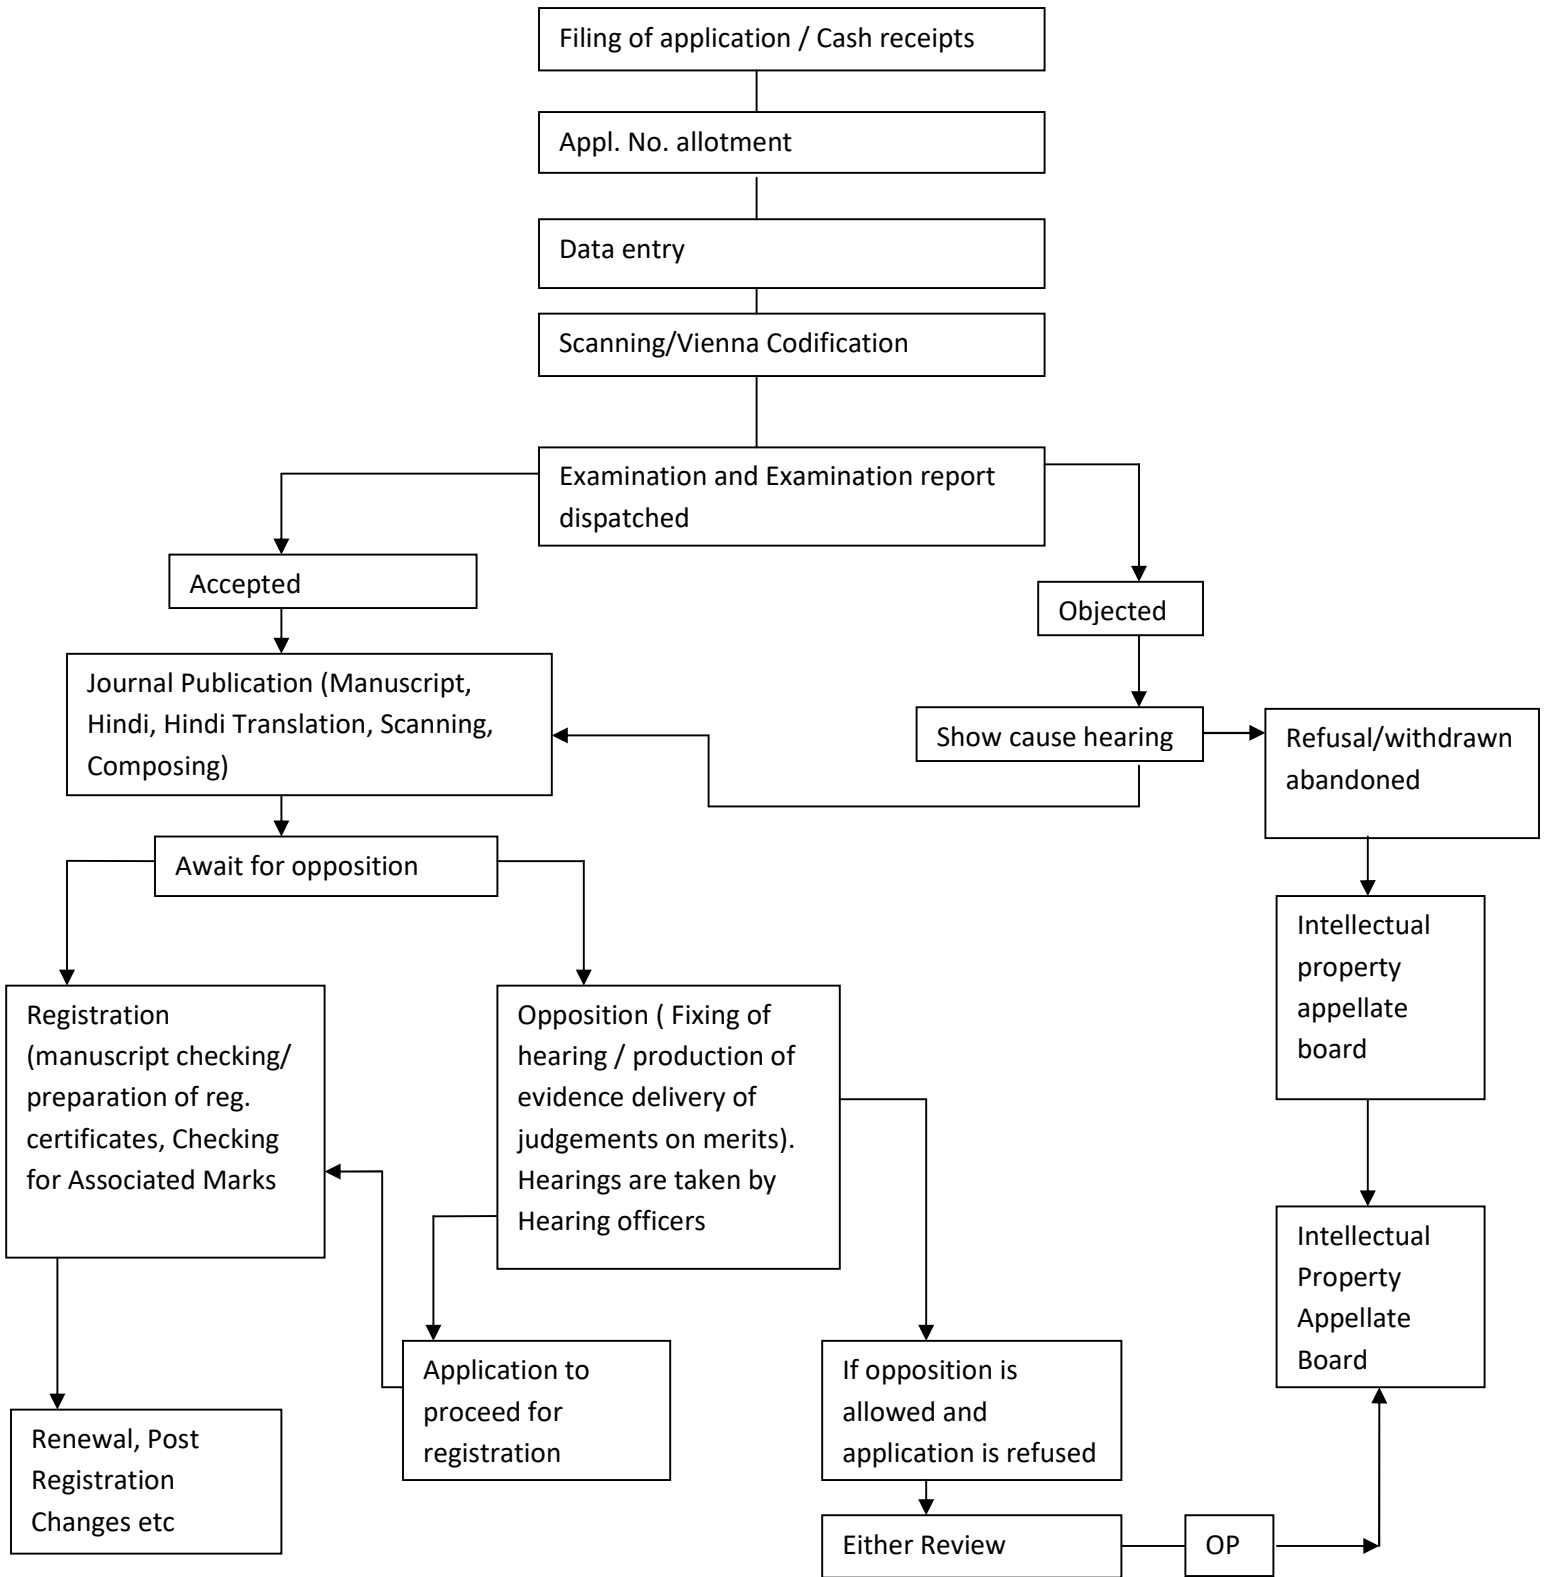 Filing of application / Cash receipts
Appl. No. allotment
Data entry
Scanning/Vienna Codification
Examination and Examination report
dispatched
Accepted
Objected
Journal Publication (Manuscript,
Hindi, Hindi Translation, Scanning,
Composing)
Show cause hearing
Refusal/withdrawn
abandoned
Await for opposition
Intellectual
property
appellate
board
Registration
(manuscript checking/
preparation of reg.
certificates, Checking
for Associated Marks
Opposition ( Fixing of
hearing / production of
evidence delivery of
judgements on merits).
Hearings are taken by
Hearing officers
Intellectual
Property
Appellate
Board
Application to
proceed for
registration
If opposition is
allowed and
application is refused
Renewal, Post
Registration
Changes etc
Either Review
OP